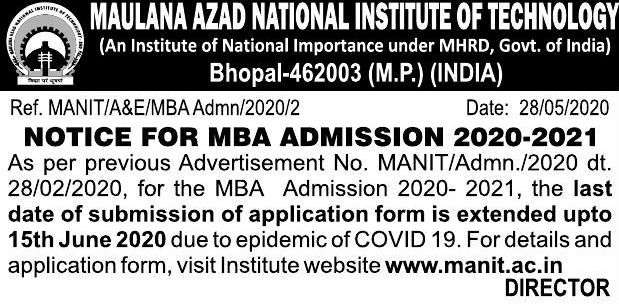 MAULANA AZAD NATIONAL INSTITUTE OF TECHNOLOGY
(An Institute of National Importance under MHRD, Govt. of India)
Bhopal-462003 (M.P.) (INDIA)
Ref. MANIT/A&E/MBA Admn/2020/2 Date: 28/05/2020
NOTICE FOR MBA ADMISSION 2020-2021
As per previous Advertisement No. MANIT/Admn./2020 dt.
28/02/2020, for the MBA Admission 2020- 2021, the last
date of submission of application form is extended upto
15th June 2020 due to epidemic of COVID 19. For details and
application form, visit Institute website www.manit.ac.in
DIRECTOR